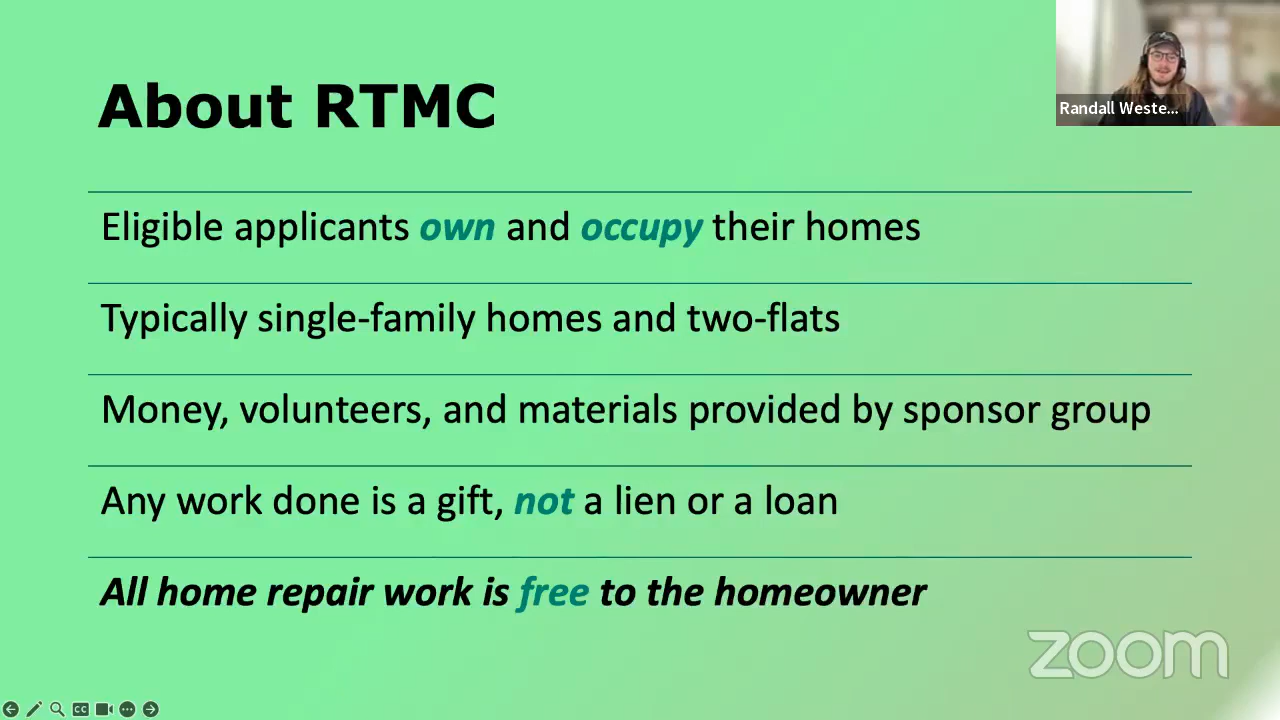 About RTMC
Randall Weste...
Eligible applicants own and occupy their homes
Typically single-family homes and two-flats
Money, volunteers, and materials provided by sponsor group
Any work done is a gift, not a lien or a loan
All home repair work is free to the homeowner
zoom
CC